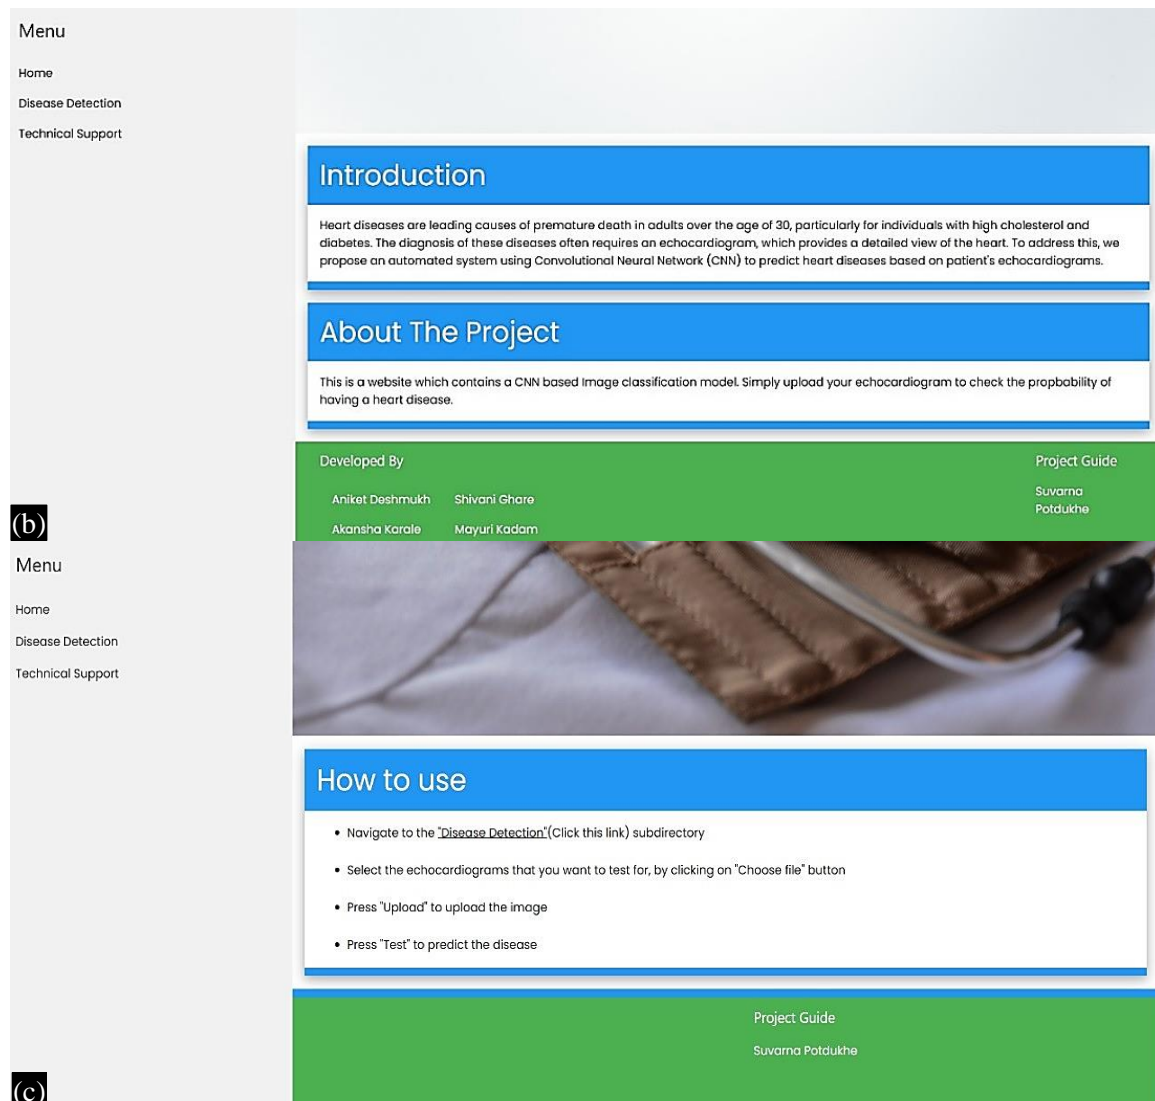 Menu
Home
Disease Detection
Technical Support
Introduction
Heart diseases are leading causes of premature death in adults over the age of 30, particularly for individuals with high cholesterol and
diabetes. The diagnosis of these diseases often requires an echocardiogram, which provides a detailed view of the heart. To address this, we
propose an automated system using Convolutional Neural Network (CNN) to predict heart diseases based on patient's echocardiograms.
About The Project
This is a website which contains a CNN based Image classification model. Simply upload your echocardiogram to check the propbability of
having a heart disease.
Developed By
Aniket Deshmukh Shivani Ghare
Akansha Karale Mayuri Kadam
Project Guide
Suvarna
Potdukhe
(b)
Menu
Home
Disease Detection
Technical Support
How to use
• Navigate to the "Disease Detection"(Click this link) subdirectory
• Select the echocardiograms that you want to test for, by clicking on "Choose file" button
• Press "Upload" to upload the image
• Press "Test" to predict the disease
Project Guide
Suvarna Potdukhe
(c)